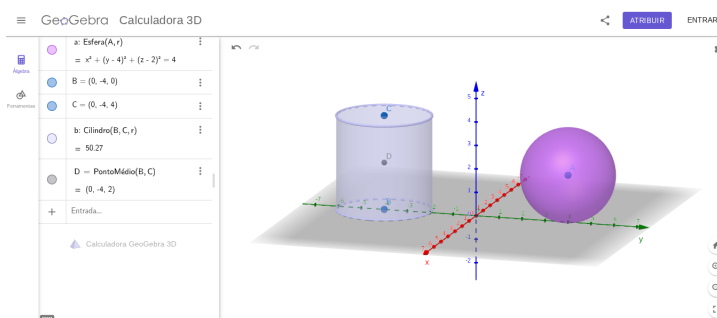 GeoGebra Calculadora 3D
ATRIBUIR
ENTRAR
Álgebra
Ferramentas
a: Esfera(A, r)
= x² + (y - 4)² + (z - 2)² = 4
B = (0, -4, 0)
C = (0, -4, 4)
b: Cilindro(B, C, r)
= 50.27
D = PontoMédio(B, C)
= (0, -4, 2)
Entrada...
Calculadora GeoGebra 3D
z
5
4
3
2
1
-1
-2
C
D
B
x
y